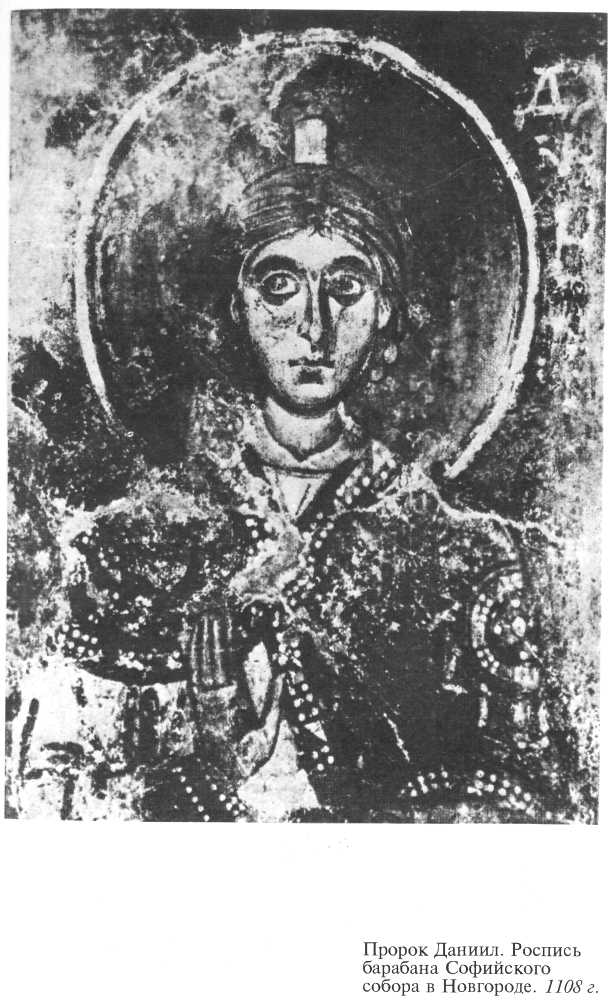 Д
Пророк Даниил. Роспись
барабана Софийского
собора в Новгороде. 1108 г.